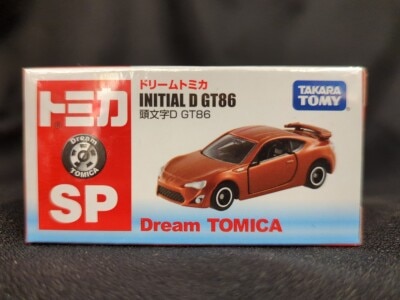 トミカ
Dream
TOMICA
SP
ドリームトミカ
INITIAL D GT86
頭文字D GT86
TAKARA
TOMY
Dream TOMICA